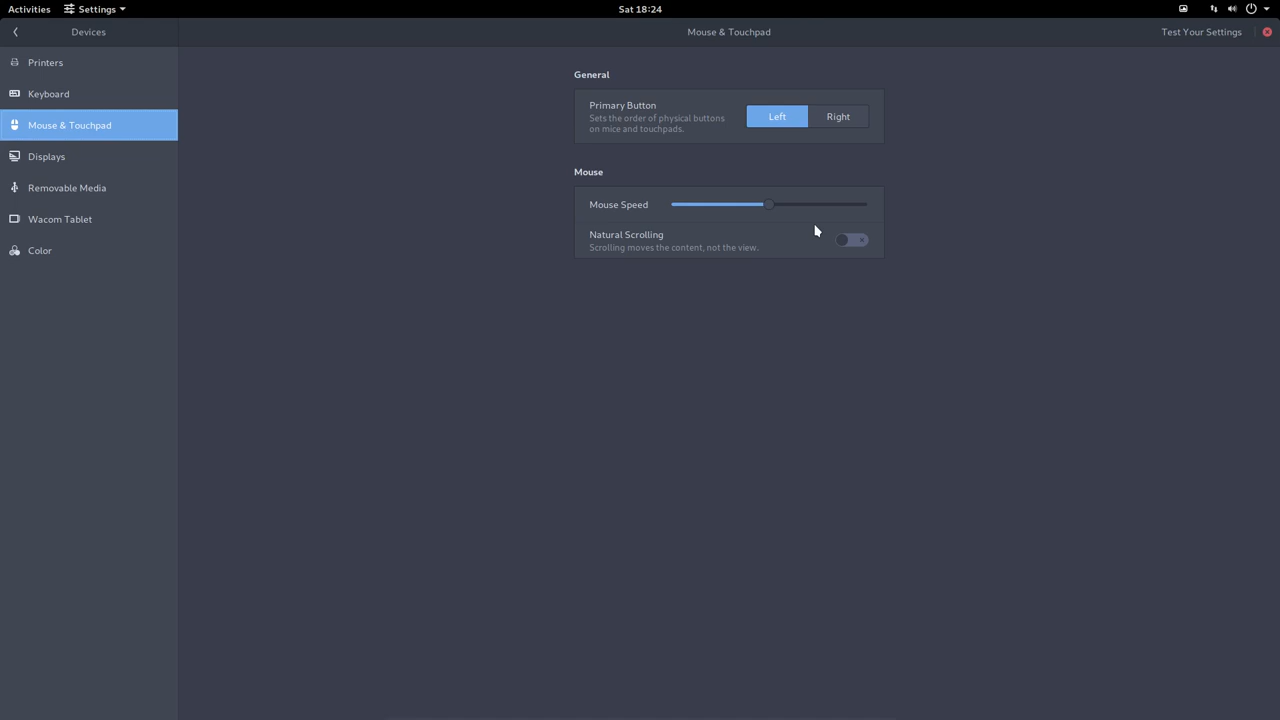 Activities Settings Sat 18:24
Devices Mouse & Touchpad Test Your Settings
Printers
Keyboard
Mouse & Touchpad
Displays
Removable Media
Wacom Tablet
Color
General
Primary Button
Sets the order of physical buttons
on mice and touchpads.
Left Right
Mouse
Mouse Speed
Natural Scrolling
Scrolling moves the content, not the view.